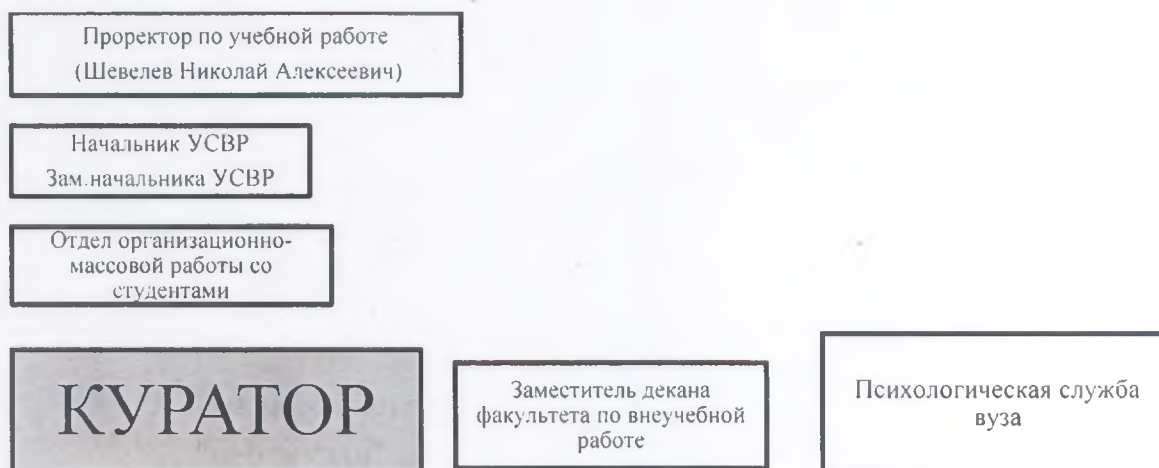 Проректор по учебной работе
(Шевелев Николай Алексеевич)
Начальник УСВР
Зам.начальника УСВР
Отдел организационно-
массовой работы со
студентами
КУРАТОР
Заместитель декана
факультета по внеучебной
работе
Психологическая служба
вуза